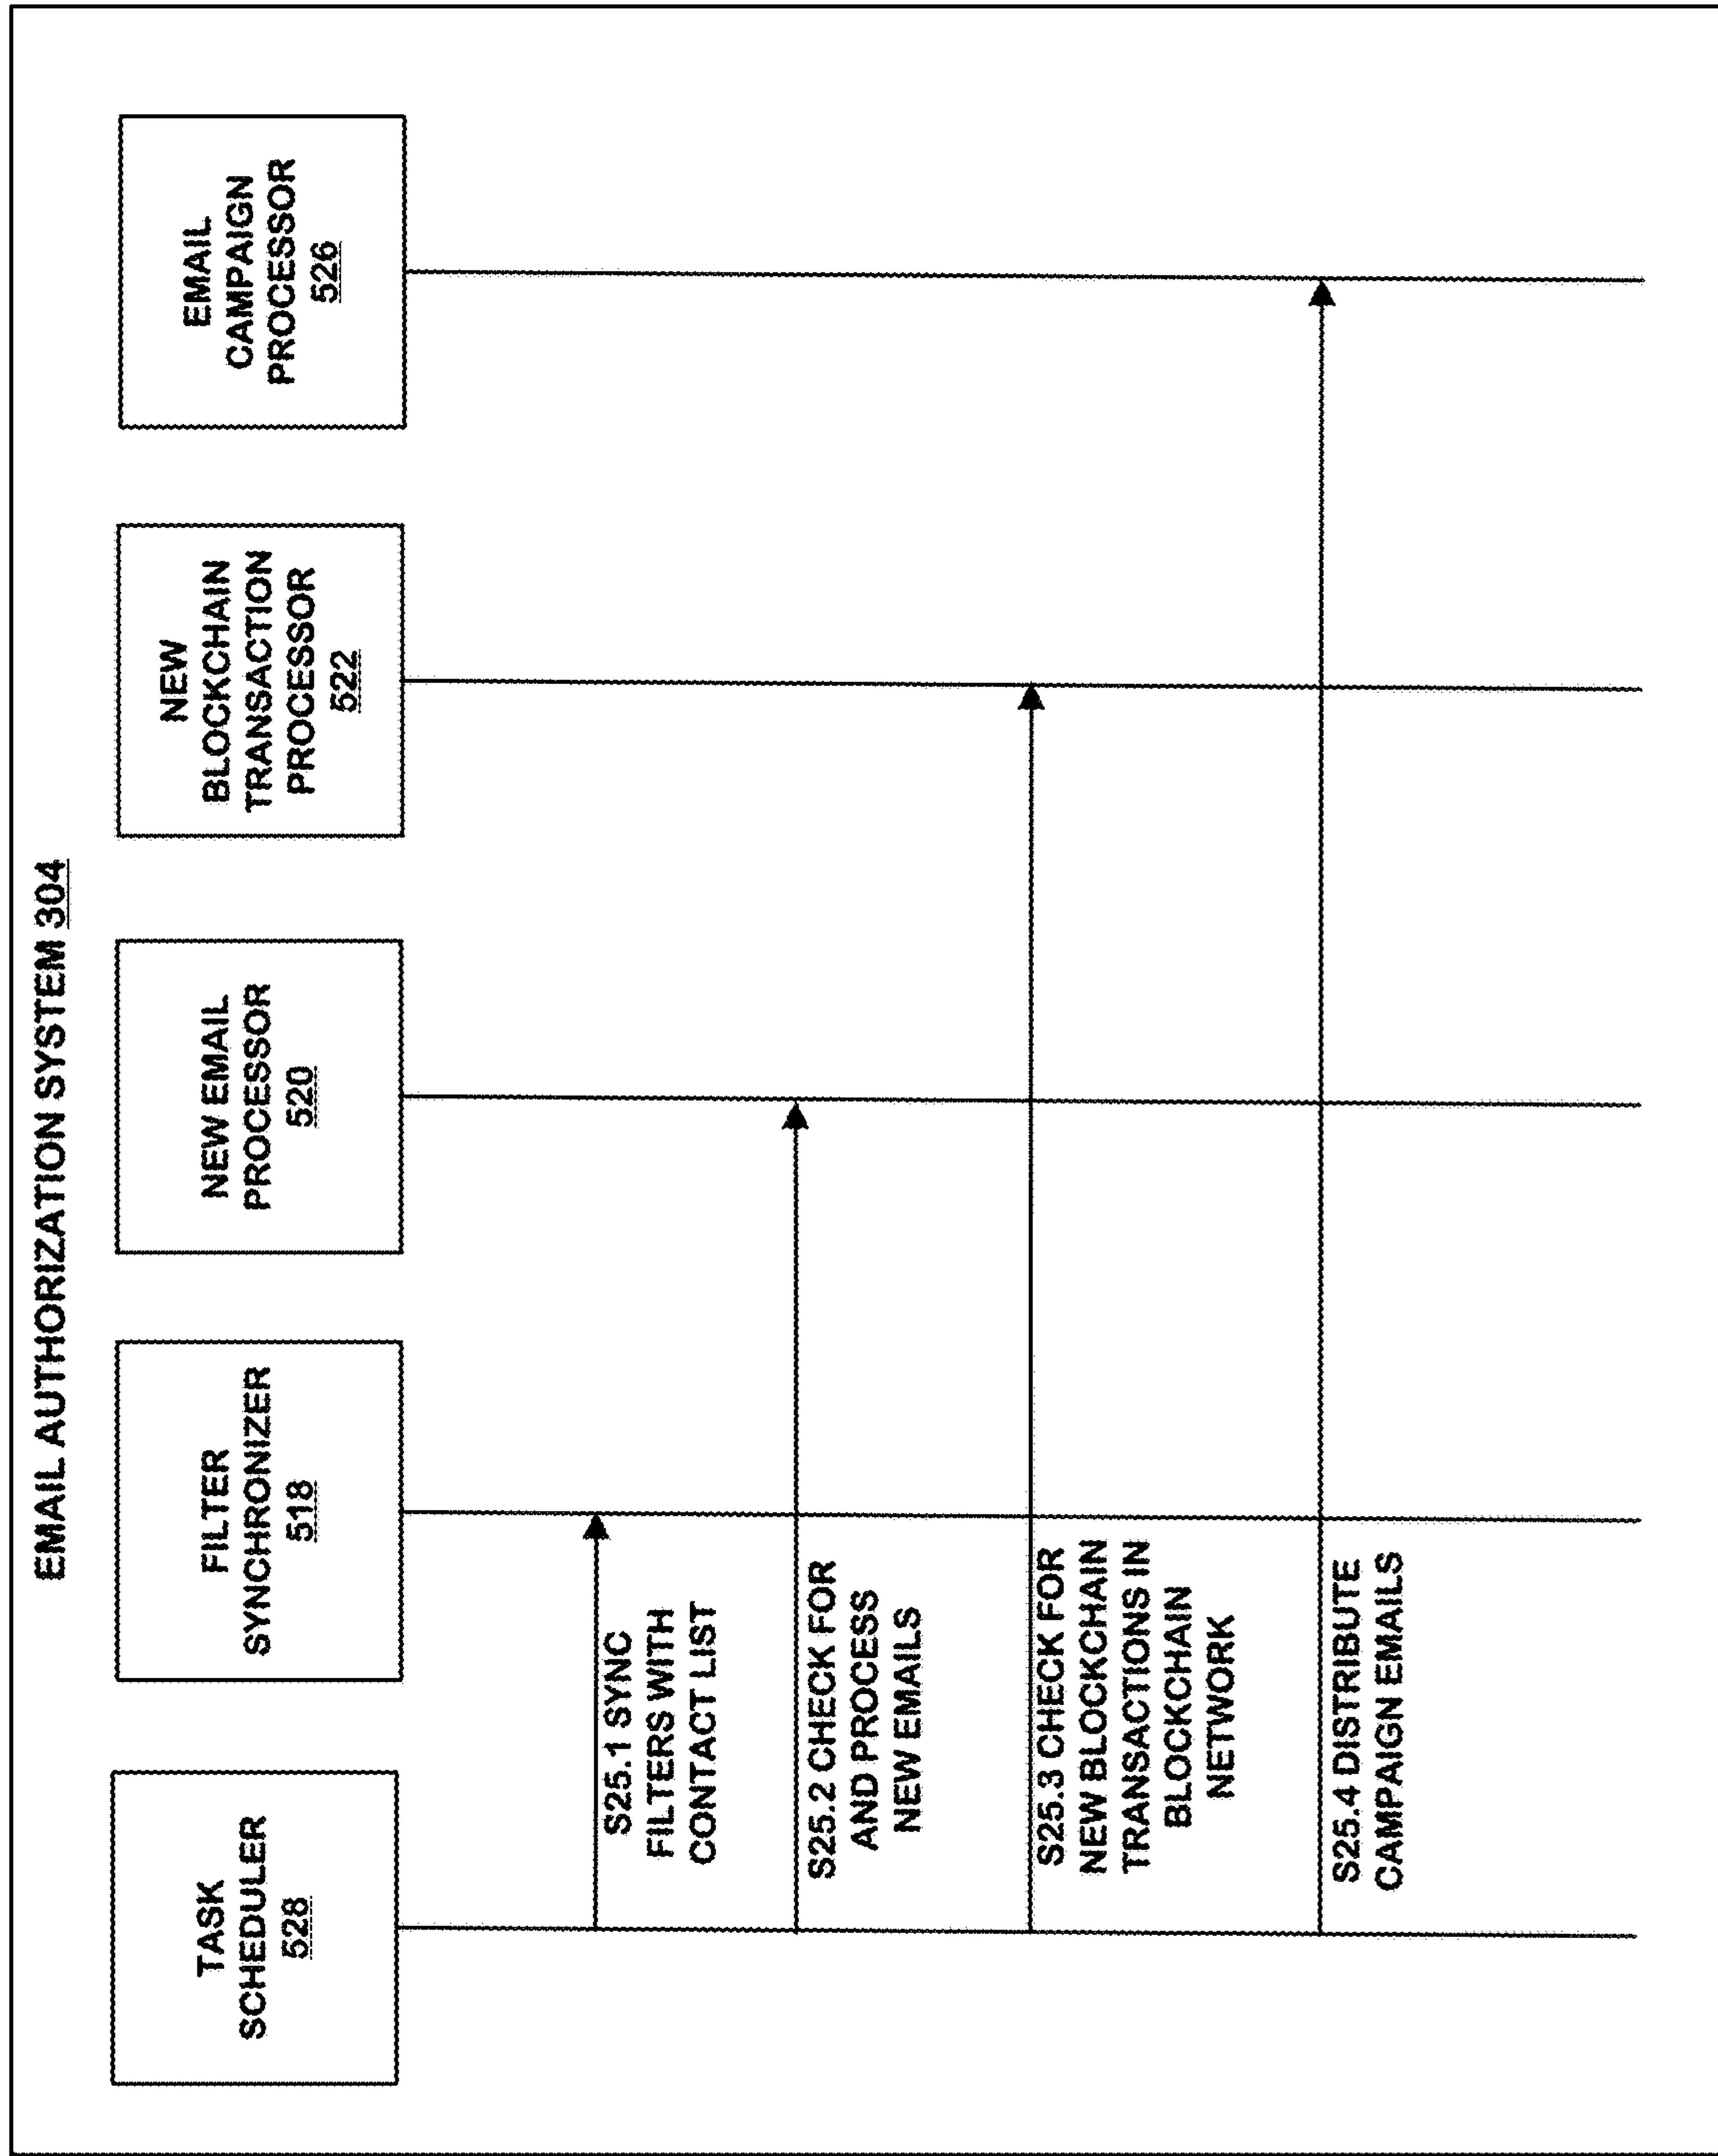 EMAIL AUTHORIZATION SYSTEM 304
TASK
SCHEDULER
528
FILTER
SYNCHRONIZER
518
NEW EMAIL
PROCESSOR
520
NEW
BLOCKCHAIN
TRANSACTION
PROCESSOR
522
EMAIL
CAMPAIGN
PROCESSOR
526
S25.1 SYNC
FILTERS WITH
CONTACT LIST
S25.2 CHECK FOR
AND PROCESS
NEW EMAILS
S25.3 CHECK FOR
NEW BLOCKCHAIN
TRANSACTIONS IN
BLOCKCHAIN
NETWORK
S25.4 DISTRIBUTE
CAMPAIGN EMAILS